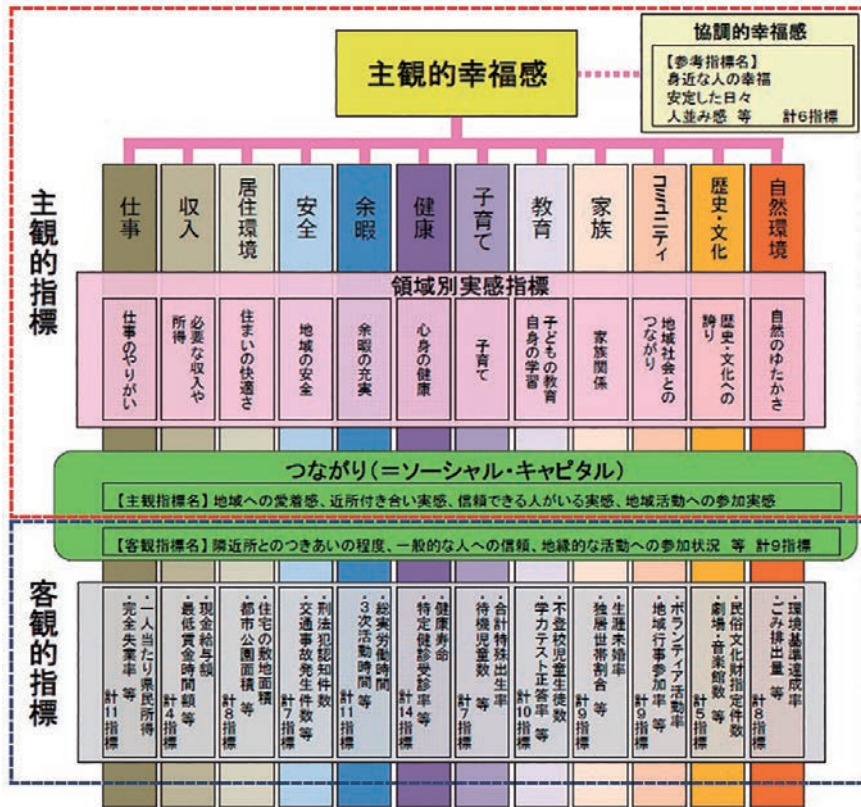 主観的幸福感
協調的幸福感
【参考指標名】
身近な人の幸福
安定した日々
人並み感 等　計6指標
主観的指標
仕事
収入
居住環境
安全
余暇
健康
子育て
教育
家族
コミュニティ
歴史・文化
自然環境
領域別実感指標
仕事のやりがい
必要な収入や
所得
住まいの快適さ
地域の安全
余暇の充実
心身の健康
子育て
子どもの教育
自身の学習
家族関係
地域社会との
つながり
歴史・文化への
誇り
自然のゆたかさ
つながり(=ソーシャル・キャピタル)
【主観指標名】地域への愛着感、近所付き合い実感、信頼できる人がいる実感、地域活動への参加実感
【客観指標名】隣近所とのつきあいの程度、一般的な人への信頼、地縁的な活動への参加状況 等 計9指標
客観的指標
・一人当たり県民所得
・完全失業率 等
計11指標
・現金給与額
・最低賃金時間額 等
計4指標
・住宅の敷地面積
・都市公園面積 等
計8指標
・刑法犯認知件数
・交通事故発生件数 等
計7指標
・総実労働時間
・3次活動時間 等
計11指標
・健康寿命
・特定健診受診率 等
計14指標
・合計特殊出生率
・待機児童数 等
計7指標
・不登校児童生徒数
・学力テスト正答率 等
計10指標
・生涯未婚率
・独居世帯割合 等
計9指標
・ボランティア活動率
・地域行事参加率 等
計9指標
・民俗文化財指定件数
・劇場・音楽館数 等
計5指標
・環境基準達成率
・ごみ排出量 等
計8指標